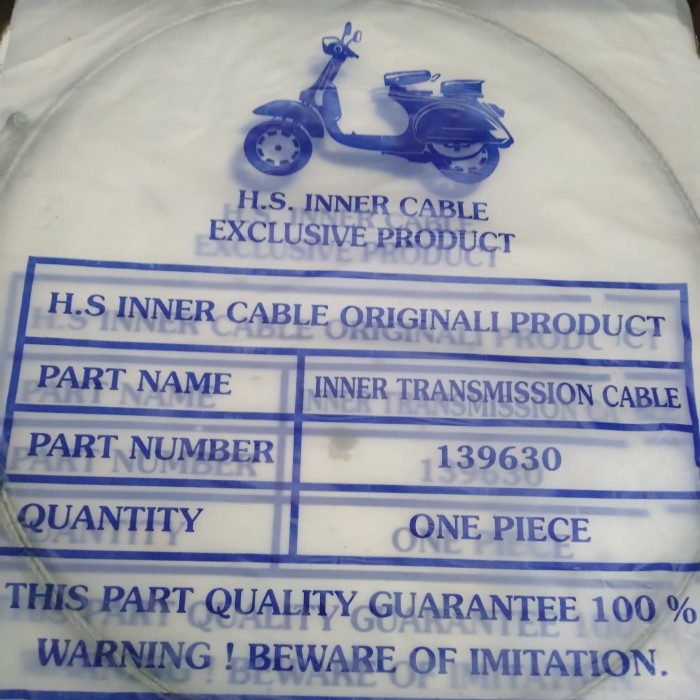 H.S. INNER CABLE
EXCLUSIVE PRODUCT
H.S INNER CABLE ORIGINALI PRODUCT
PART NAME INNER TRANSMISSION CABLE
PART NUMBER 139630
QUANTITY ONE PIECE
THIS PART QUALITY GUARANTEE 100 %
WARNING ! BEWARE OF IMITATION.